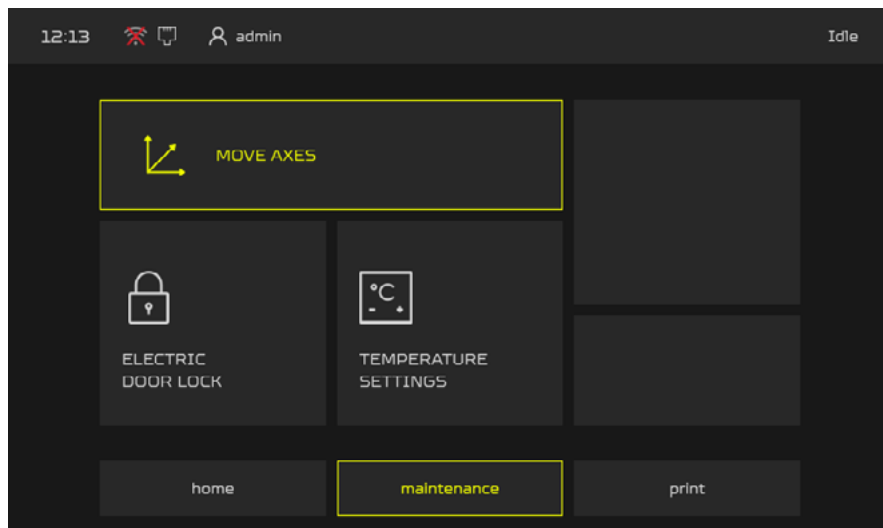 12:13
admin
Idle
MOVE AXES
°C
- +
ELECTRIC
DOOR LOCK
TEMPERATURE
SETTINGS
home
maintenance
print